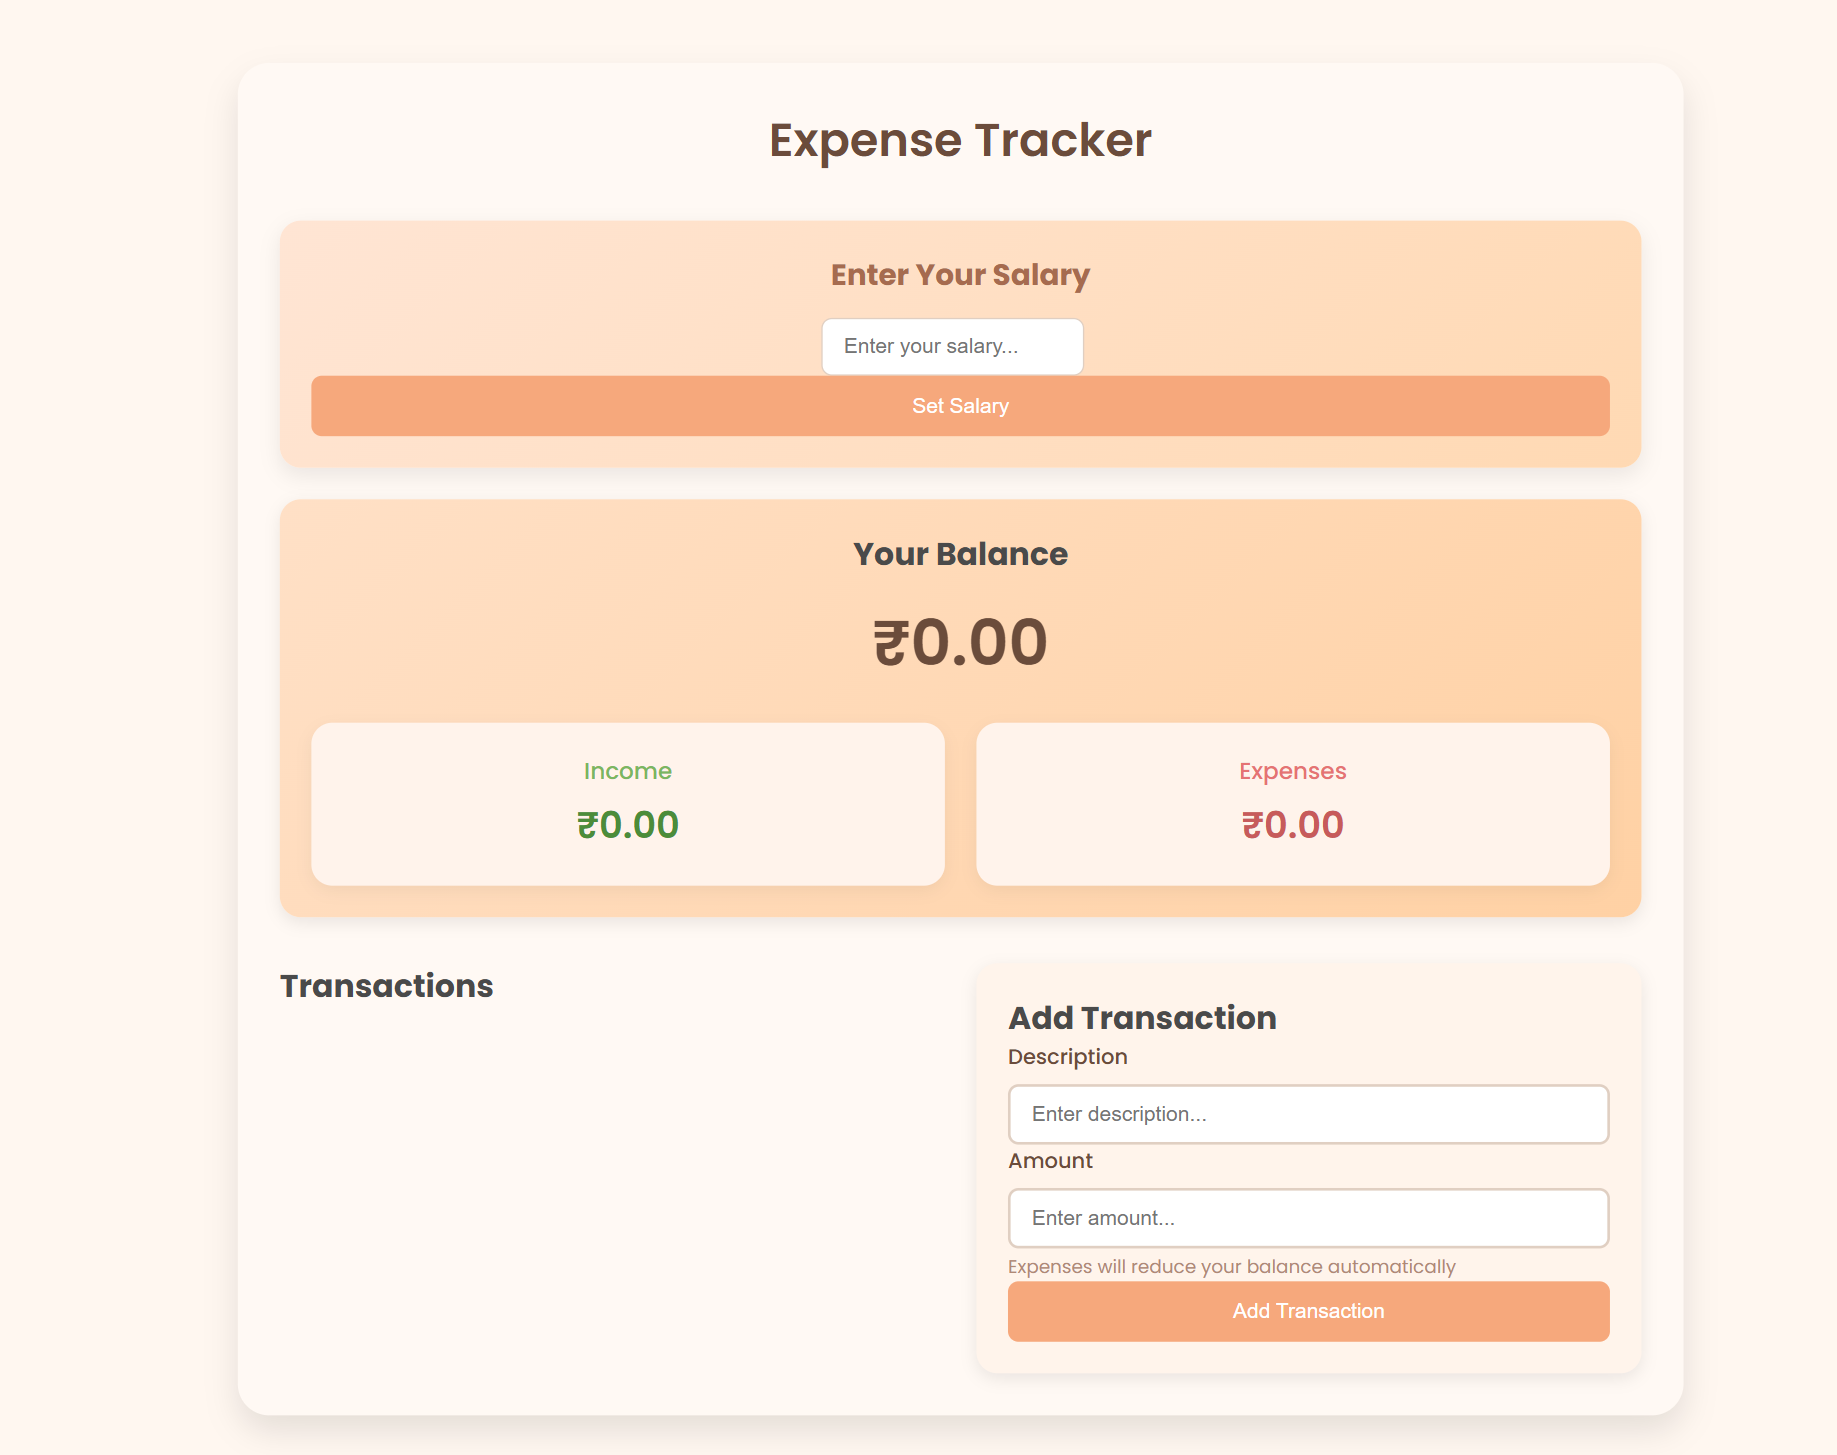 Expense Tracker
Enter Your Salary
Enter your salary...
Set Salary
Your Balance
₹0.00
Income
₹0.00
Expenses
₹0.00
Transactions
Add Transaction
Description
Enter description...
Amount
Enter amount...
Expenses will reduce your balance automatically
Add Transaction